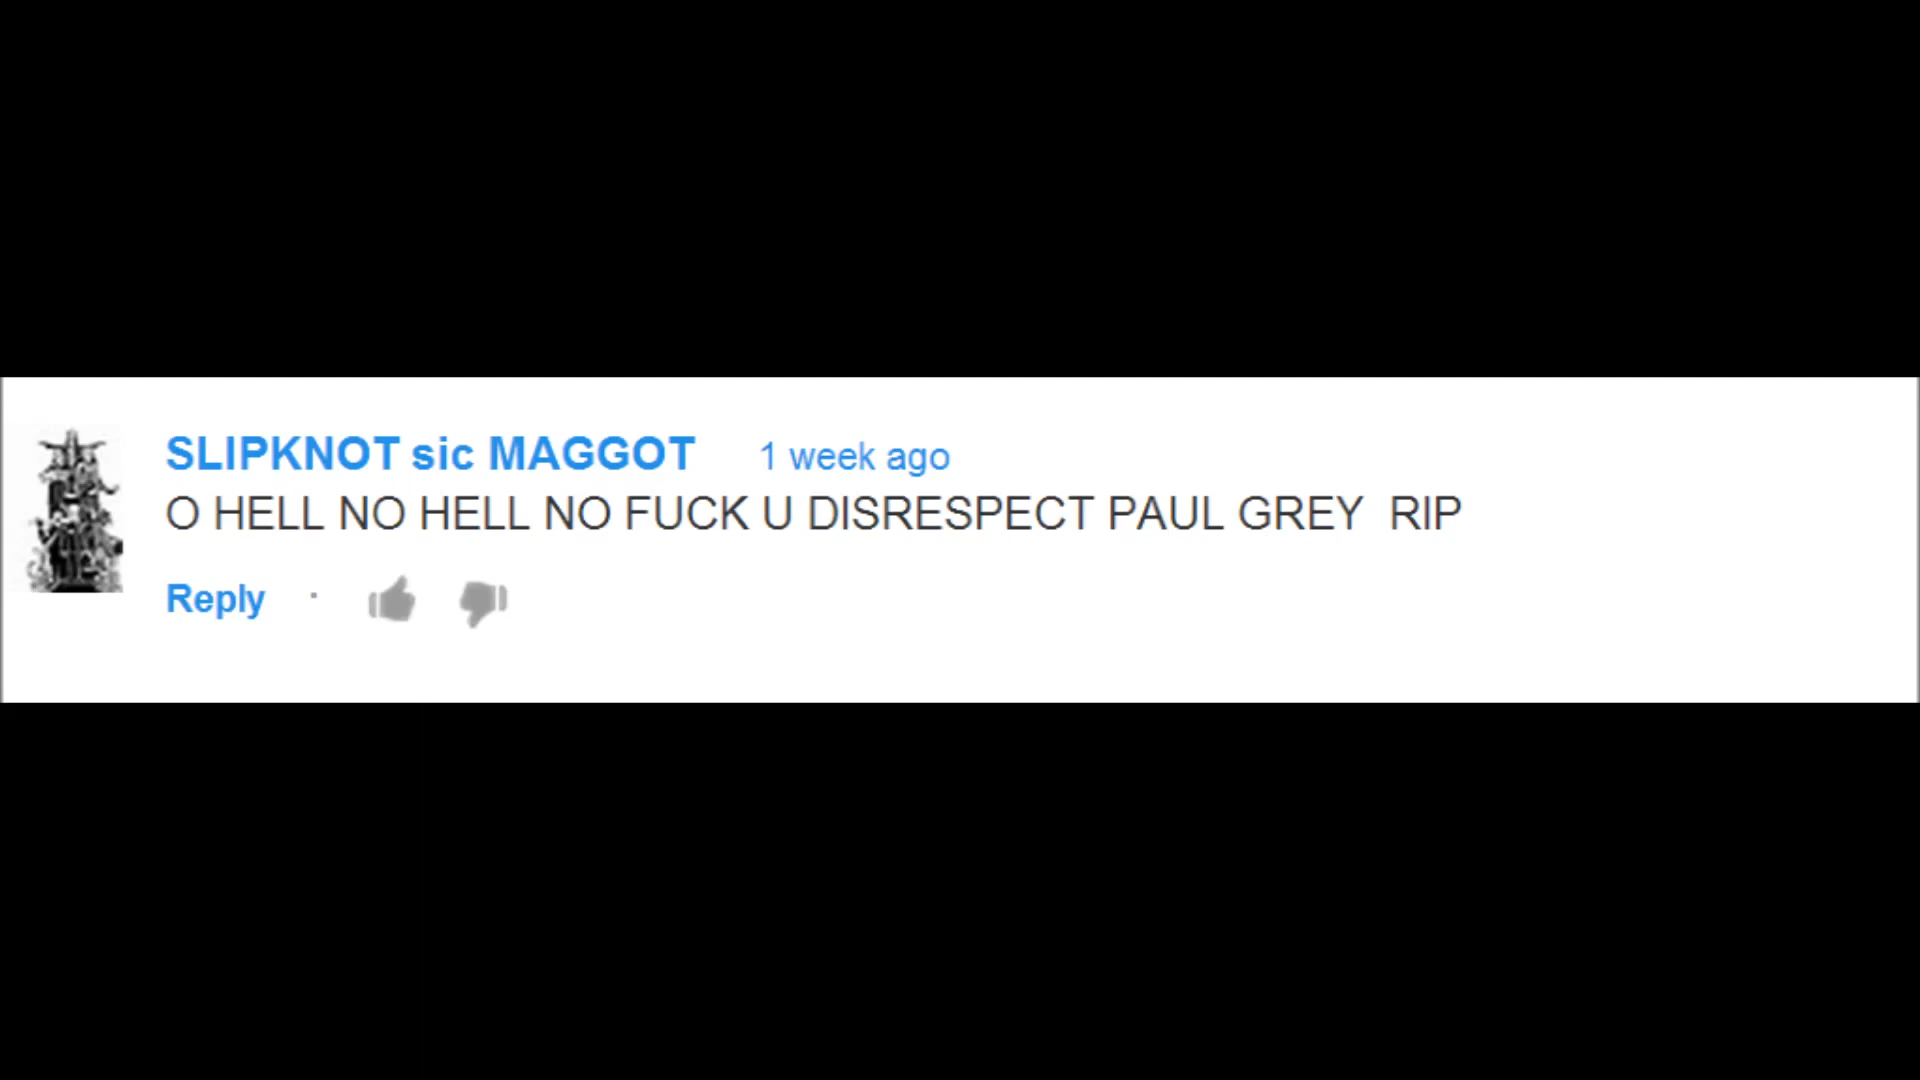 SLIPKNOT sic MAGGOT 1 week ago
O HELL NO HELL NO FUCK U DISRESPECT PAUL GREY  RIP
Reply ·